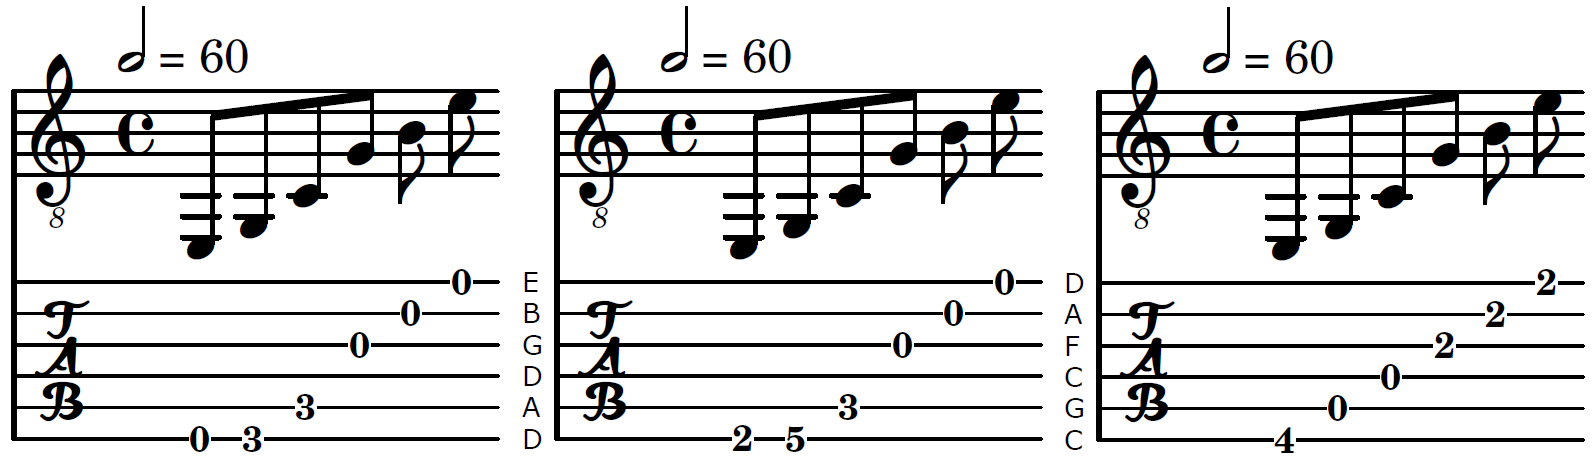 = 60 = 60 = 60
8 8 8
0 E 0 D 2
T 0 B T 0 A T 2
0 G 0 F 2
A D A C A 0
B 3 A B 3 G B 0
0 3 D 2 5 C 4